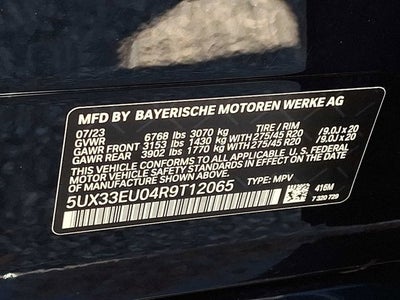 MFD BY BAYERISCHE MOTOREN WERKE AG
07/23 TIRE / RIM
GVWR 6768 lbs 3070 kg
GAWR FRONT 3153 lbs 1430 kg WITH 275/45 R20 /9.0J x 20
GAWR REAR 3902 lbs 1770 kg WITH 275/45 R20 /9.0J x 20
THIS VEHICLE CONFORMS TO ALL APPLICABLE U.S. FEDERAL
MOTOR VEHICLE SAFETY STANDARDS IN EFFECT ON THE DATE OF
MANUFACTURE SHOWN ABOVE.
5UX33EU04R9T12065 TYPE: MPV 416M
7 320 728